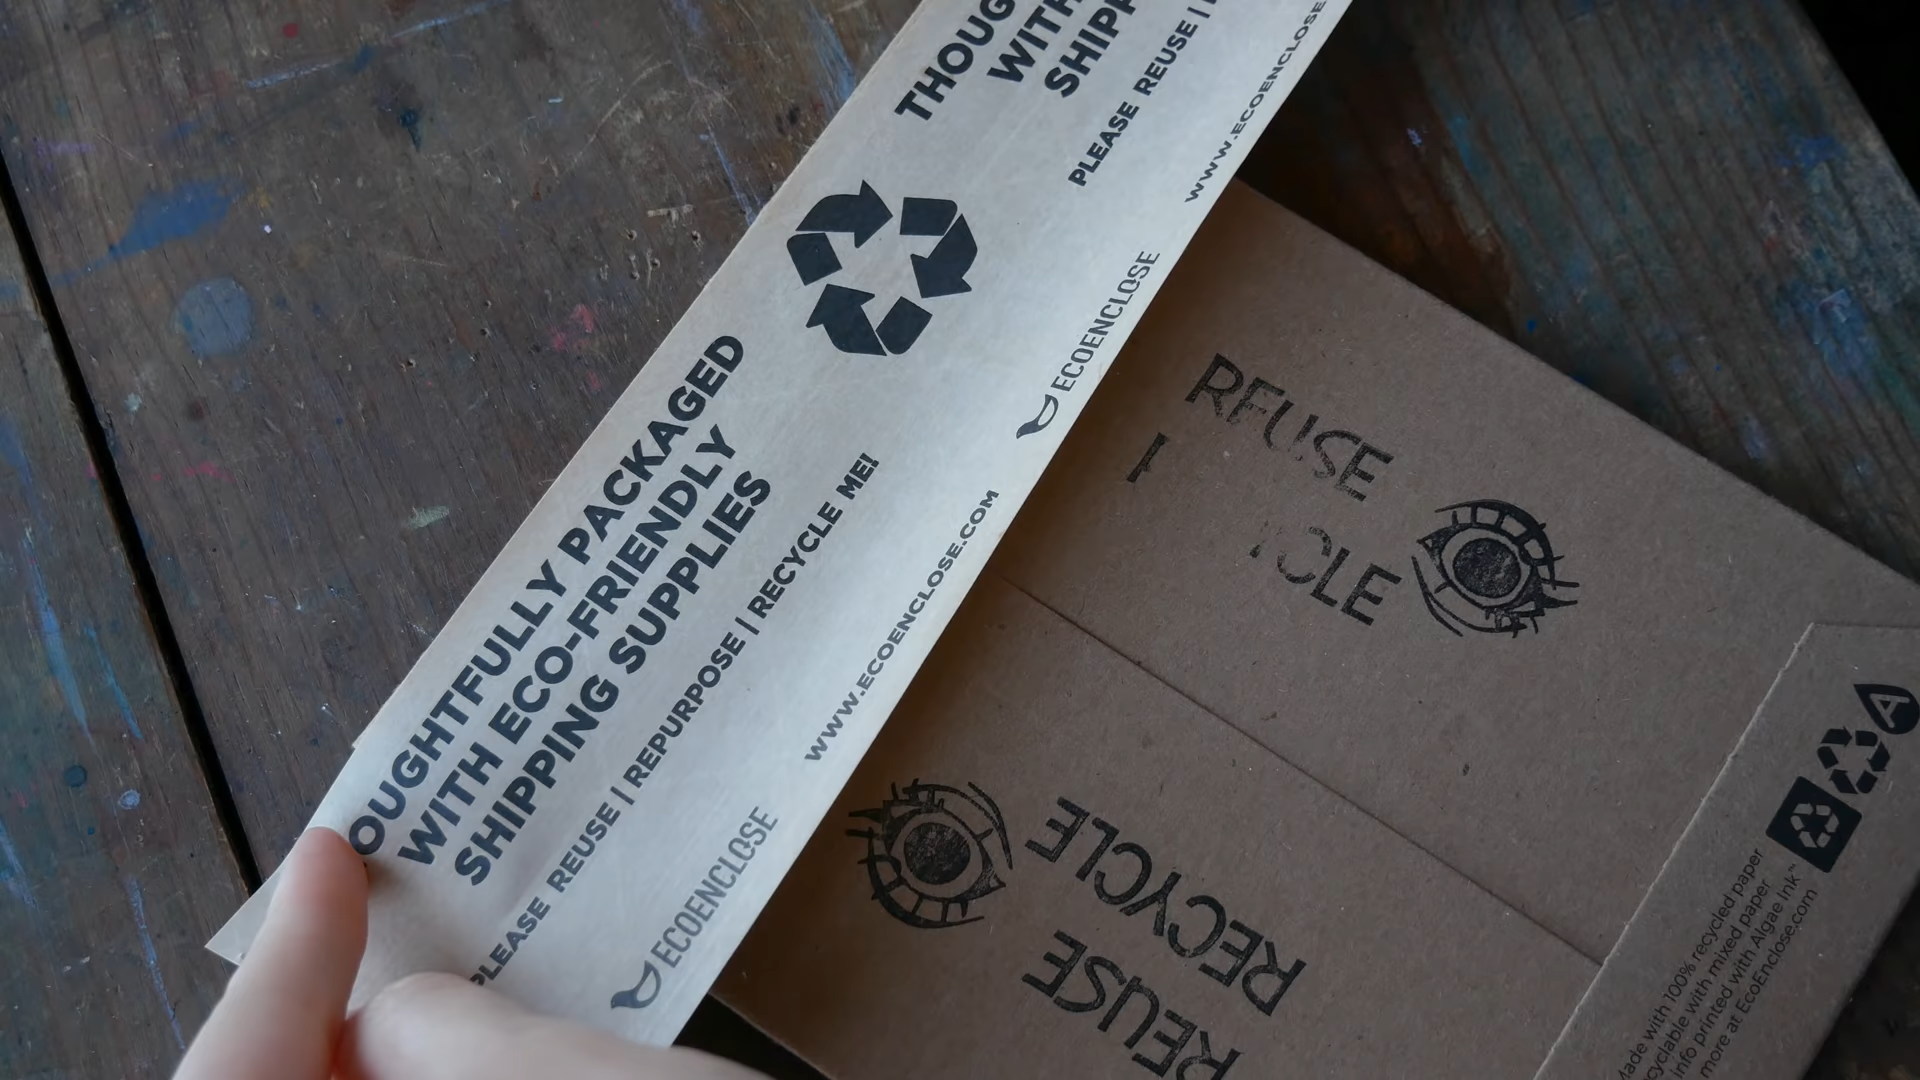 THOUG
WITH
SHIPP
PLEASE REUSE |
WWW.ECOENCLOSE
ECOENCLOSE
OUGHTFULLY PACKAGED
WITH ECO-FRIENDLY
SHIPPING SUPPLIES
PLEASE REUSE | REPURPOSE | RECYCLE ME!
WWW.ECOENCLOSE.COM
ECOENCLOSE
REUSE
CLE
REUSE
RECYCLE
Made with 100% recycled paper
cyclable with mixed paper
info printed with Algae Ink™
more at EcoEnclose.com
A